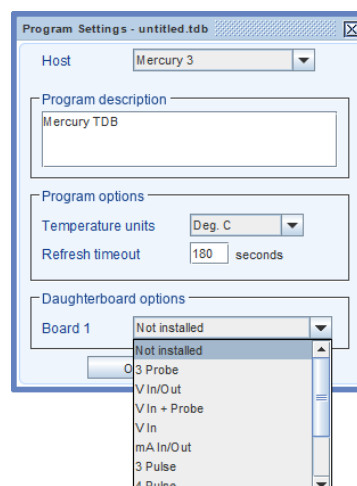 Program Settings - untitled.tdb
Host Mercury 3
Program description
Mercury TDB
Program options
Temperature units Deg. C
Refresh timeout 180 seconds
Daughterboard options
Board 1 Not installed
Not installed
O
3 Probe
V In/Out
V In + Probe
V In
mA In/Out
3 Pulse
4 Pulse